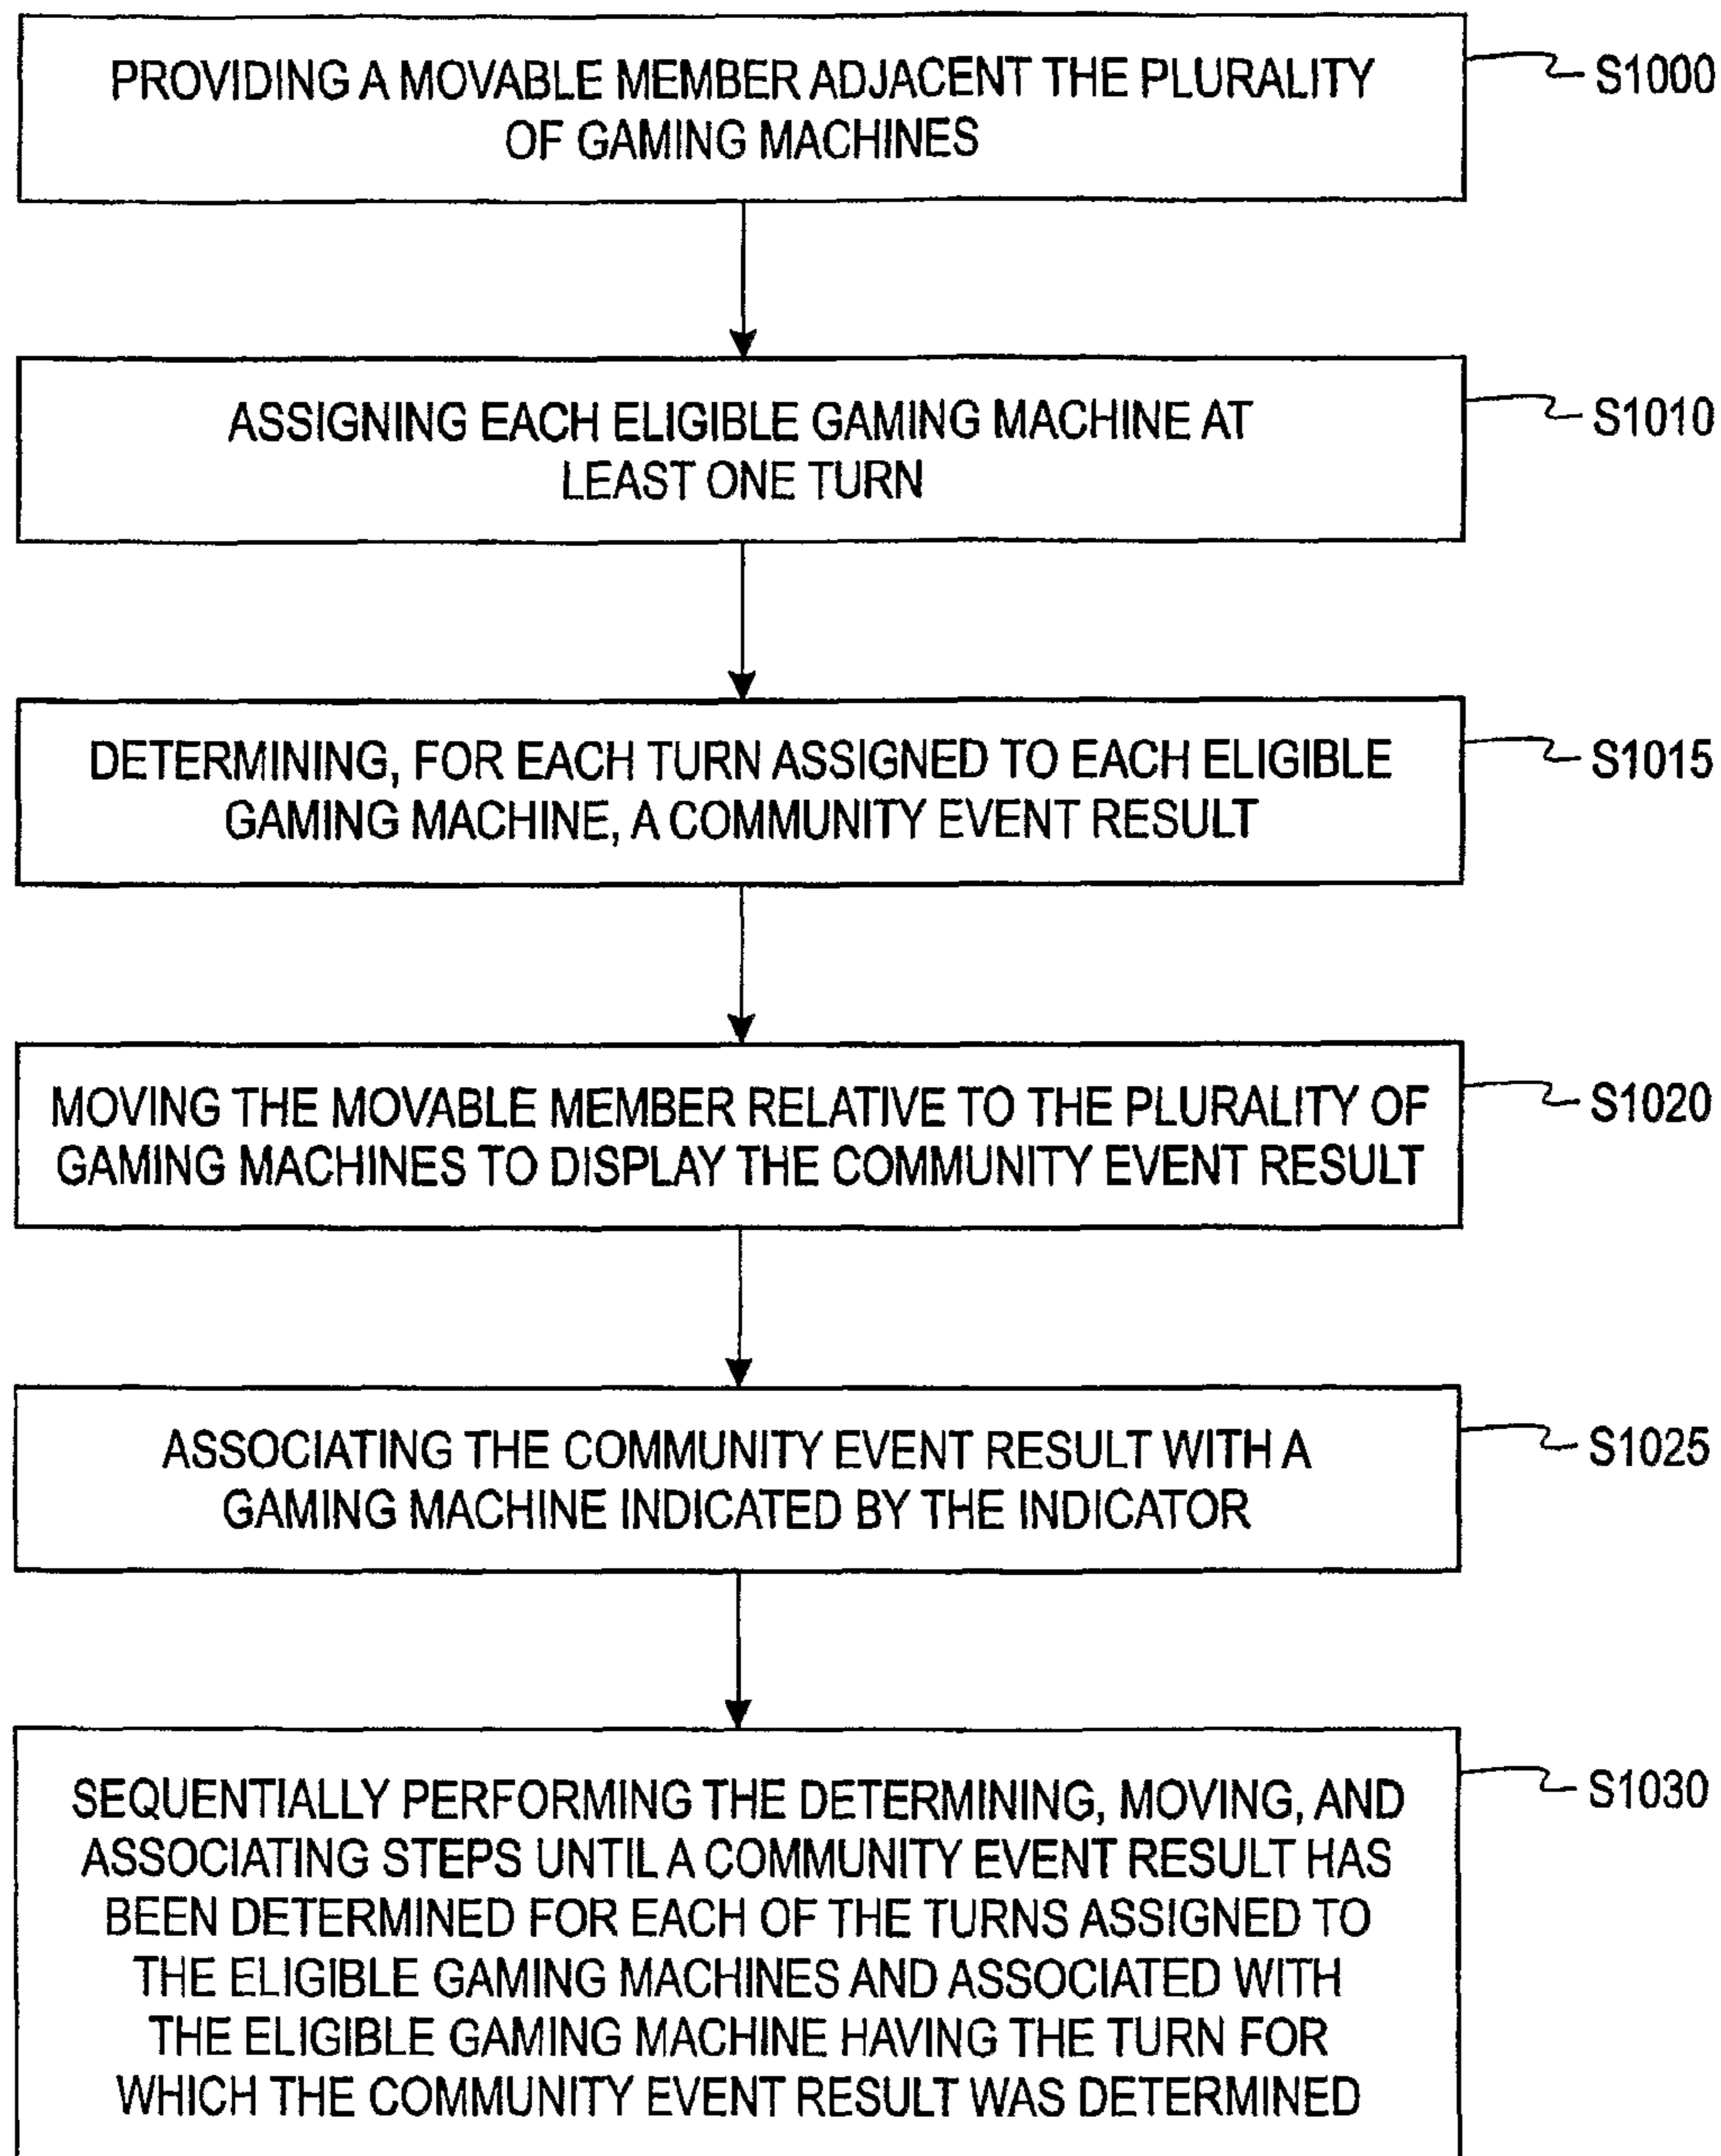 PROVIDING A MOVABLE MEMBER ADJACENT THE PLURALITY
OF GAMING MACHINES
S1000
ASSIGNING EACH ELIGIBLE GAMING MACHINE AT
LEAST ONE TURN
S1010
DETERMINING, FOR EACH TURN ASSIGNED TO EACH ELIGIBLE
GAMING MACHINE, A COMMUNITY EVENT RESULT
S1015
MOVING THE MOVABLE MEMBER RELATIVE TO THE PLURALITY OF
GAMING MACHINES TO DISPLAY THE COMMUNITY EVENT RESULT
S1020
ASSOCIATING THE COMMUNITY EVENT RESULT WITH A
GAMING MACHINE INDICATED BY THE INDICATOR
S1025
SEQUENTIALLY PERFORMING THE DETERMINING, MOVING, AND
ASSOCIATING STEPS UNTIL A COMMUNITY EVENT RESULT HAS
BEEN DETERMINED FOR EACH OF THE TURNS ASSIGNED TO
THE ELIGIBLE GAMING MACHINES AND ASSOCIATED WITH
THE ELIGIBLE GAMING MACHINE HAVING THE TURN FOR
WHICH THE COMMUNITY EVENT RESULT WAS DETERMINED
S1030